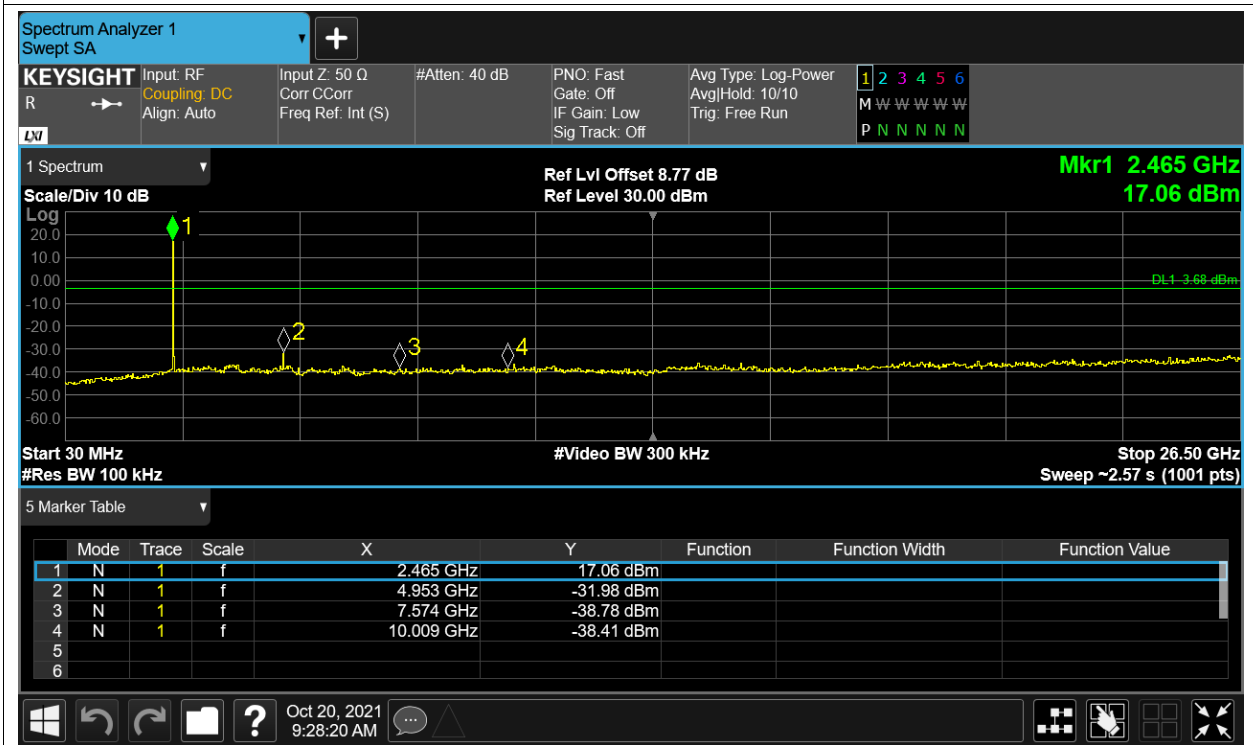 Spectrum Analyzer 1
Swept SA
+
KEYSIGHT Input: RF Input Z: 50 Ω #Atten: 40 dB PNO: Fast Avg Type: Log-Power 1 2 3 4 5 6
R Coupling: DC Corr CCorr Gate: Off Avg|Hold: 10/10 M W W W W W
Align: Auto Freq Ref: Int (S) IF Gain: Low Trig: Free Run
LXI Sig Track: Off P N N N N N
1 Spectrum Ref Lvl Offset 8.77 dB Mkr1 2.465 GHz
Scale/Div 10 dB Ref Level 30.00 dBm 17.06 dBm
Log
1
20.0
10.0
0.00 DL1 -3.68 dBm
-10.0
-20.0
2
-30.0 3 4
-40.0
-50.0
-60.0
Start 30 MHz #Video BW 300 kHz Stop 26.50 GHz
#Res BW 100 kHz Sweep ~2.57 s (1001 pts)
5 Marker Table
Mode Trace Scale X Y Function Function Width Function Value
1 N 1 f 2.465 GHz 17.06 dBm
2 N 1 f 4.953 GHz -31.98 dBm
3 N 1 f 7.574 GHz -38.78 dBm
4 N 1 f 10.009 GHz -38.41 dBm
5
6
? Oct 20, 2021
9:28:20 AM